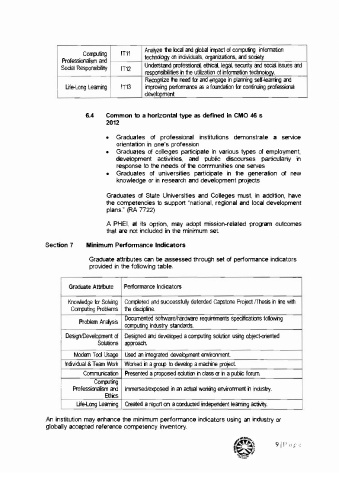 Computing Professionalism and Social Responsibility
IT11
Analyze the local and global impact of computing information technology on individuals, organizations, and society
IT12
Understand professional, ethical, legal, security and social issues and responsibilities in the utilization of information technology.
Life-Long Learning
IT13
Recognize the need for and engage in planning self-learning and improving performance as a foundation for continuing professional development
6.4 Common to a horizontal type as defined in CMO 46 s 2012
• Graduates of professional institutions demonstrate a service orientation in one's profession
• Graduates of colleges participate in various types of employment, development activities, and public discourses particularly in response to the needs of the communities one serves
• Graduates of universities participate in the generation of new knowledge or in research and development projects
Graduates of State Universities and Colleges must, in addition, have the competencies to support "national, regional and local development plans." (RA 7722)
A PHEI, at its option, may adopt mission-related program outcomes that are not included in the minimum set.
Section 7 Minimum Performance Indicators
Graduate attributes can be assessed through set of performance indicators provided in the following table.
Graduate Attribute
Performance Indicators
Knowledge for Solving Computing Problems
Completed and successfully defended Capstone Project /Thesis in line with the discipline.
Problem Analysis
Documented software/hardware requirements specifications following computing industry standards.
Design/Development of Solutions
Designed and developed a computing solution using object-oriented approach.
Modern Tool Usage
Used an integrated development environment.
Individual & Team Work
Worked in a group to develop a machine project.
Communication
Presented a proposed solution in class or in a public forum.
Computing Professionalism and Ethics
Immersed/exposed in an actual working environment in industry.
Life-Long Learning
Created a report on a conducted independent learning activity.
An institution may enhance the minimum performance indicators using an industry or globally accepted reference competency inventory.
9 | Page